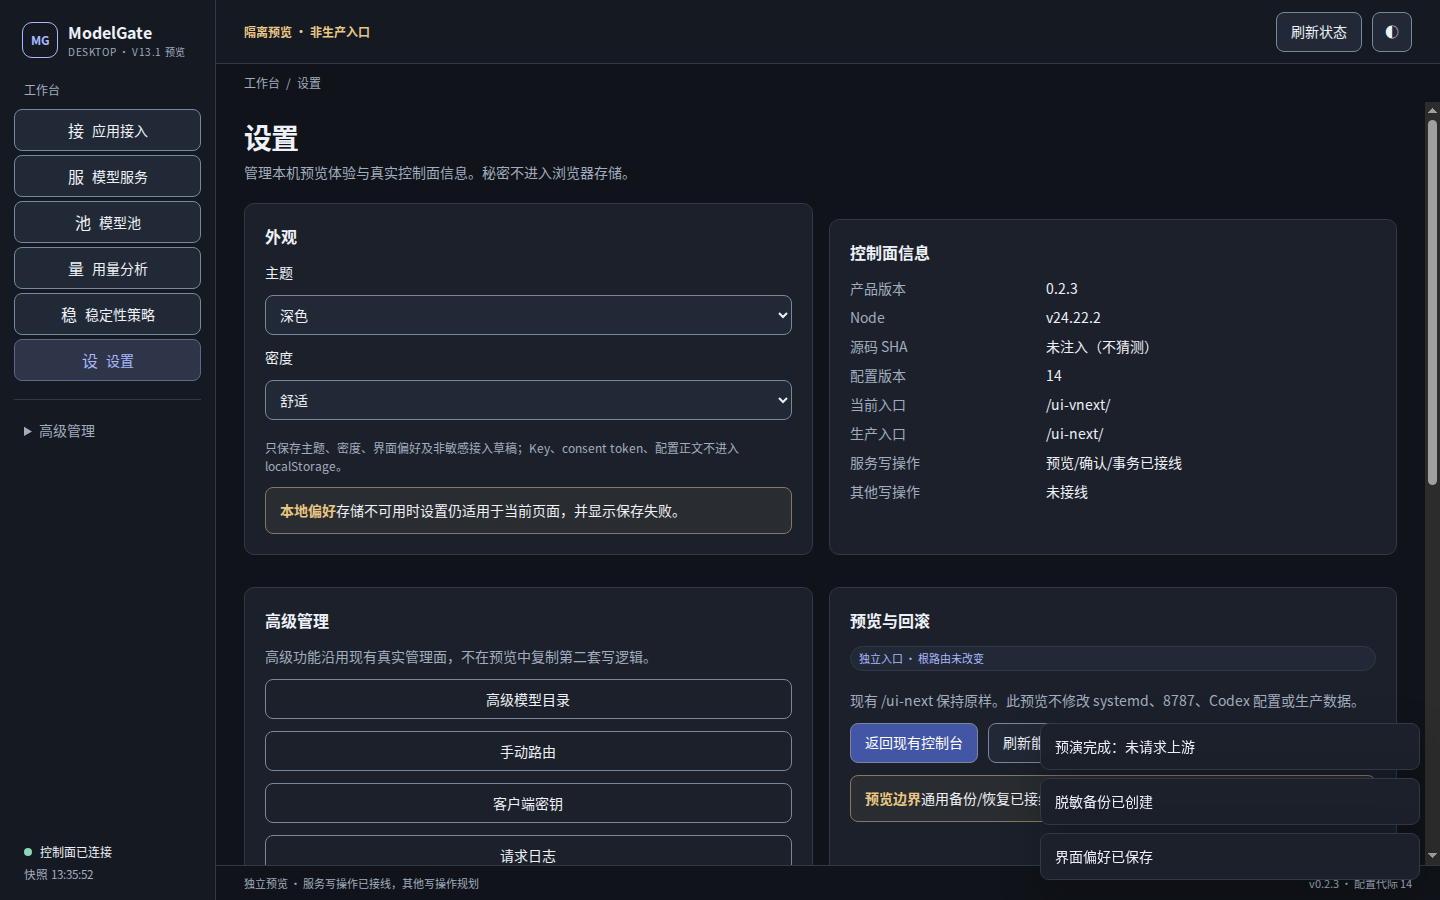 MG
ModelGate
DESKTOP · V13.1 预览
工作台
接 应用接入
服 模型服务
池 模型池
量 用量分析
稳 稳定性策略
设 设置
▶ 高级管理
控制面已连接
快照 13:35:52
隔离预览 · 非生产入口
刷新状态
工作台 / 设置
设置
管理本机预览体验与真实控制面信息。秘密不进入浏览器存储。
外观
主题
深色
密度
舒适
只保存主题、密度、界面偏好及非敏感接入草稿；Key、consent token、配置正文不进入
localStorage。
本地偏好存储不可用时设置仍适用于当前页面，并显示保存失败。
控制面信息
产品版本 0.2.3
Node v24.22.2
源码 SHA 未注入（不猜测）
配置版本 14
当前入口 /ui-vnext/
生产入口 /ui-next/
服务写操作 预览/确认/事务已接线
其他写操作 未接线
高级管理
高级功能沿用现有真实管理面，不在预览中复制第二套写逻辑。
高级模型目录
手动路由
客户端密钥
请求日志
预览与回滚
独立入口 · 根路由未改变
现有 /ui-next 保持原样。此预览不修改 systemd、8787、Codex 配置或生产数据。
返回现有控制台
刷新能
预览边界通用备份/恢复已接
预演完成：未请求上游
脱敏备份已创建
界面偏好已保存
独立预览 · 服务写操作已接线，其他写操作规划
v0.2.3 · 配置代际 14